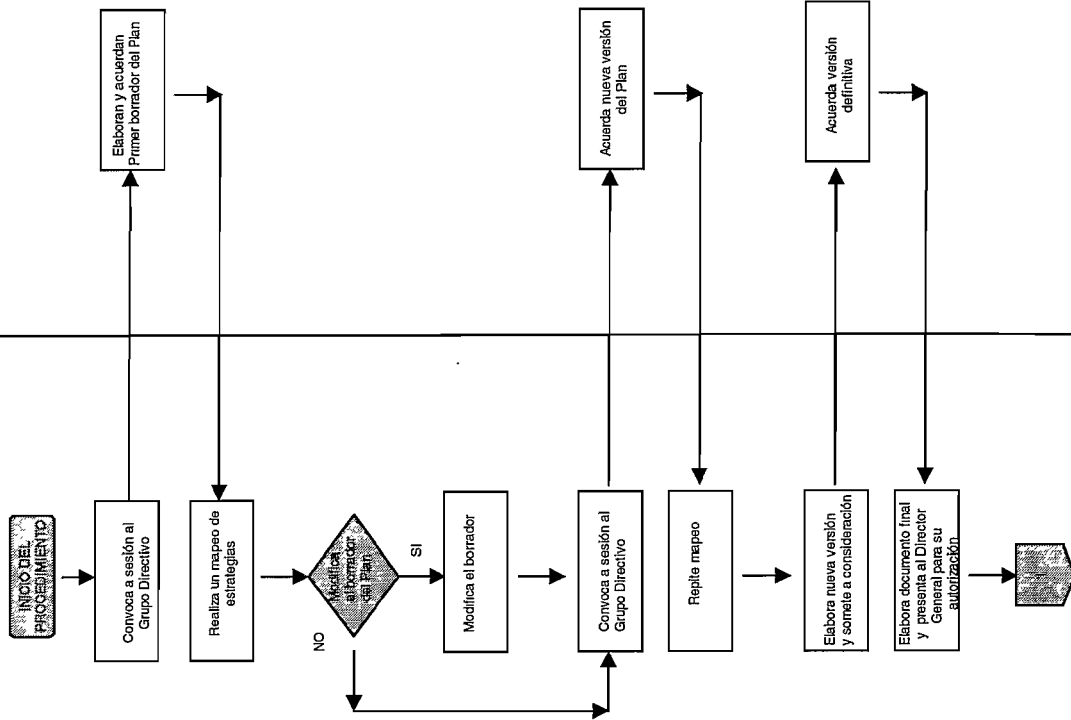 INICIO DEL
PROCEDIMIENTO
Convoca a sesión al
Grupo Directivo
Elaboran y acuerdan
Primer borrador del Plan
Realiza un mapeo de
estrategias
Modifica
al borrador
del Plan
NO
SI
Modifica el borrador
Convoca a sesión al
Grupo Directivo
Acuerda nueva versión
del Plan
Repite mapeo
Elabora nueva versión
y somete a consideración
Acuerda versión
definitiva
Elabora documento final
y presenta al Director
General para su
autorización